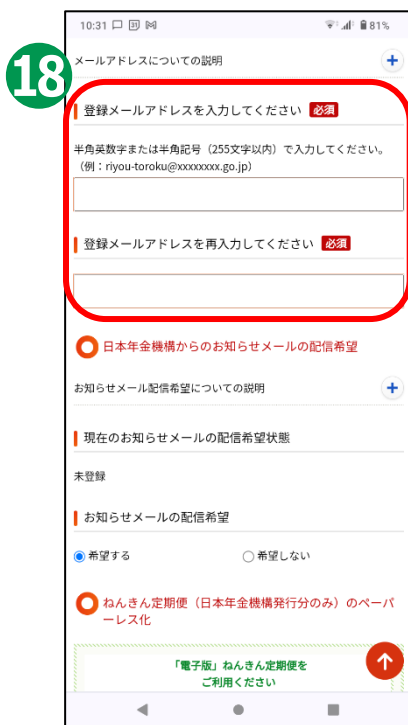 18
10:31 31 81%
メールアドレスについての説明
登録メールアドレスを入力してください 必須
半角英数字または半角記号（255文字以内）で入力してください。
（例：riyou-toroku@xxxxxxxx.go.jp）
登録メールアドレスを再入力してください 必須
日本年金機構からのお知らせメールの配信希望
お知らせメール配信希望についての説明
現在のお知らせメールの配信希望状態
未登録
お知らせメールの配信希望
希望する 希望しない
ねんきん定期便（日本年金機構発行分のみ）のペーパ
ーレス化
「電子版」ねんきん定期便を
ご利用ください